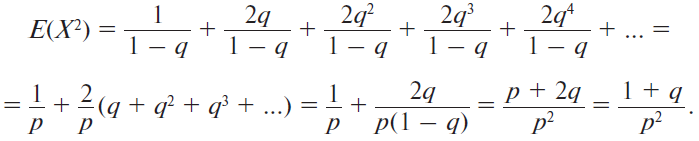 E(X²) = 1/(1 − q) + 2q/(1 − q) + 2q²/(1 − q) + 2q³/(1 − q) + 2q⁴/(1 − q) + ... =
= 1/p + 2/p (q + q² + q³ + ...) = 1/p + 2q/(p(1 − q)) = (p + 2q)/p² = (1 + q)/p².